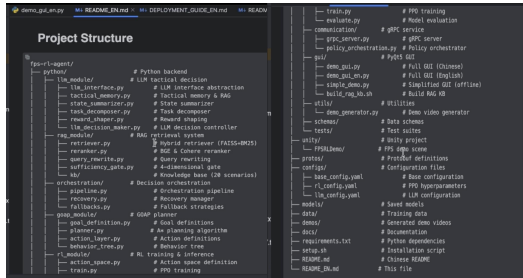 demo_gui_en.py
README_EN.md
DEPLOYMENT_GUIDE_EN.md
README
Project Structure
fps-rl-agent/
├── python/ # Python backend
│ ├── llm_module/ # LLM tactical decision
│ │ ├── llm_interface.py # LLM interface abstraction
│ │ ├── tactical_memory.py # Tactical memory & RAG
│ │ ├── state_summarizer.py # State summarizer
│ │ ├── task_decomposer.py # Task decomposer
│ │ ├── reward_shaper.py # Reward shaping
│ │ └── llm_decision_maker.py # LLM decision controller
│ ├── rag_module/ # RAG retrieval system
│ │ ├── retriever.py # Hybrid retriever (FAISS+BM25)
│ │ ├── reranker.py # BGE & Cohere reranker
│ │ ├── query_rewrite.py # Query rewriting
│ │ ├── sufficiency_gate.py # 4-dimensional gate
│ │ └── kb/ # Knowledge base (20 scenarios)
│ ├── orchestration/ # Decision orchestration
│ │ ├── pipeline.py # Orchestration pipeline
│ │ ├── recovery.py # Recovery manager
│ │ └── fallbacks.py # Fallback strategies
│ ├── goap_module/ # GOAP planner
│ │ ├── goal_definition.py # Goal definitions
│ │ ├── planner.py # A* planning algorithm
│ │ ├── action_layer.py # Action definitions
│ │ └── behavior_tree.py # Behavior tree
│ ├── rl_module/ # RL training & inference
│ │ ├── action_space.py # Action space definition
│ │ ├── train.py # PPO training
│ │ ├── train.py # PPO training
│ │ └── evaluate.py # Model evaluation
│ ├── communication/ # gRPC service
│ │ ├── grpc_server.py # gRPC server
│ │ └── policy_orchestration.py # Policy orchestrator
│ ├── gui/ # PyQt5 GUI
│ │ ├── demo_gui.py # Full GUI (Chinese)
│ │ ├── demo_gui_en.py # Full GUI (English)
│ │ ├── simple_demo.py # Simplified GUI (offline)
│ │ └── build_rag_kb.sh # Build RAG KB
│ ├── utils/ # Utilities
│ │ └── demo_generator.py # Demo video generator
│ ├── schemas/ # Data schemas
│ └── tests/ # Test suites
├── unity/ # Unity project
│ └── FPSRLDemo/ # FPS demo scene
├── protos/ # Protobuf definitions
├── configs/ # Configuration files
│ ├── base_config.yaml # Base configuration
│ ├── rl_config.yaml # PPO hyperparameters
│ └── llm_config.yaml # LLM configuration
├── models/ # Saved models
├── data/ # Training data
├── demos/ # Generated demo videos
├── docs/ # Documentation
├── requirements.txt # Python dependencies
├── setup.sh # Installation script
├── README.md # Chinese README
└── README_EN.md # This file